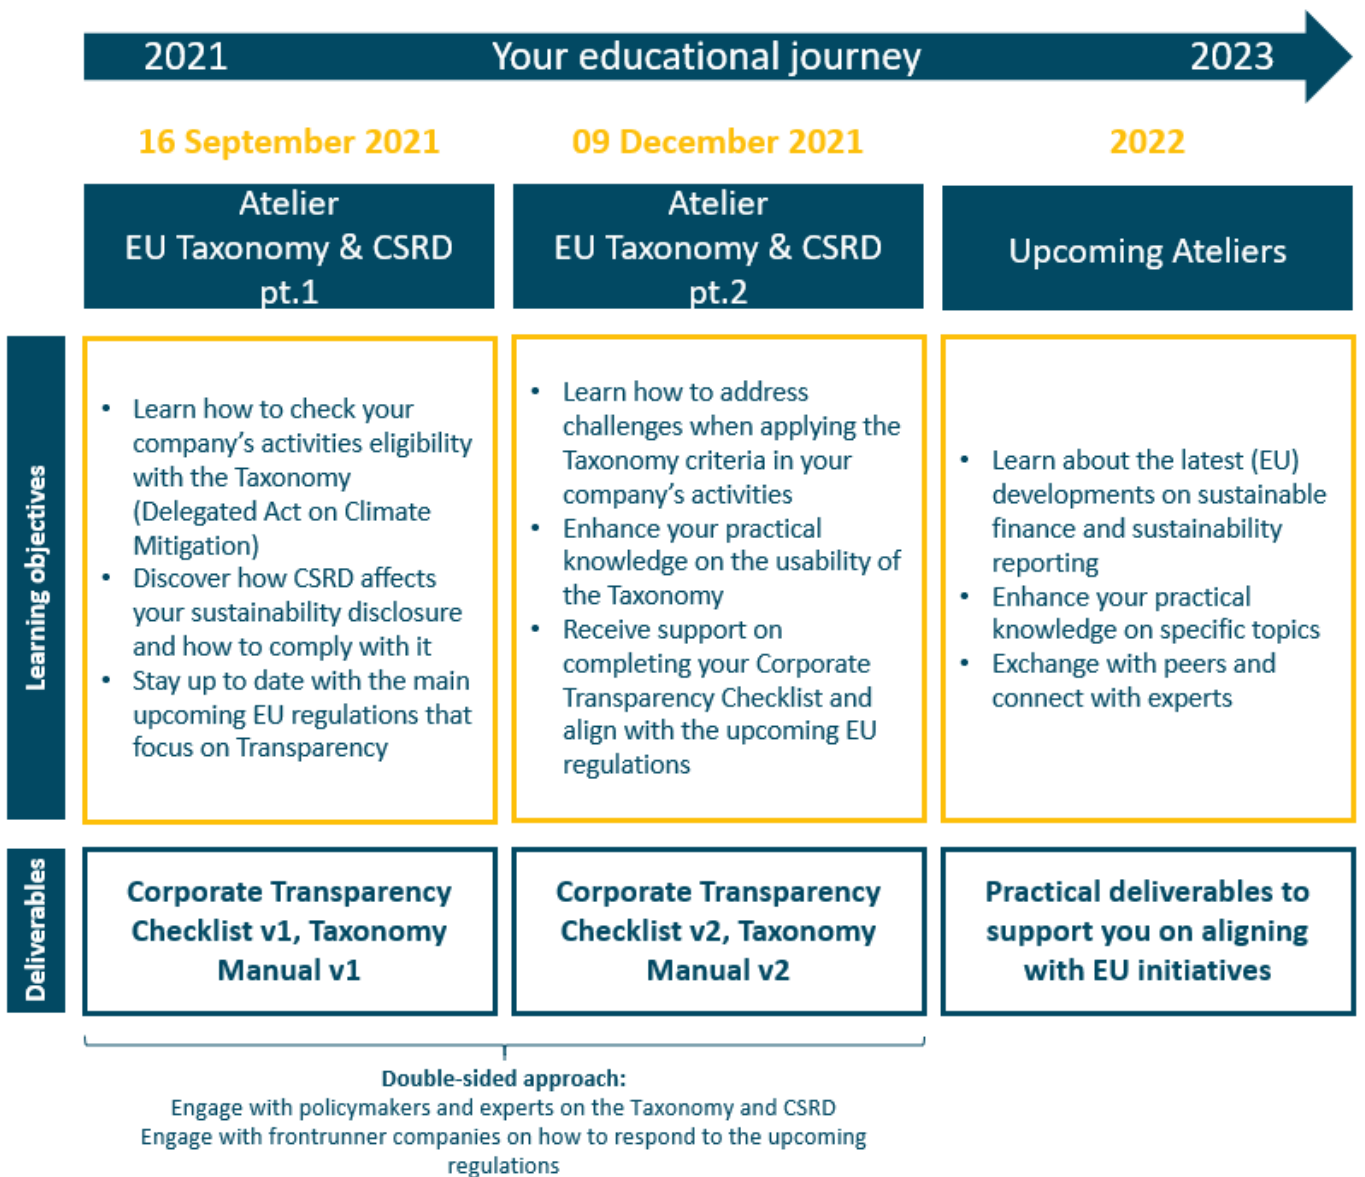 2021 Your educational journey 2023
16 September 2021
09 December 2021
2022
Atelier
EU Taxonomy & CSRD
pt.1
Atelier
EU Taxonomy & CSRD
pt.2
Upcoming Ateliers
Learning objectives
• Learn how to check your
company’s activities eligibility
with the Taxonomy
(Delegated Act on Climate
Mitigation)
• Discover how CSRD affects
your sustainability disclosure
and how to comply with it
• Stay up to date with the main
upcoming EU regulations that
focus on Transparency
• Learn how to address
challenges when applying the
Taxonomy criteria in your
company’s activities
• Enhance your practical
knowledge on the usability of
the Taxonomy
• Receive support on
completing your Corporate
Transparency Checklist and
align with the upcoming EU
regulations
• Learn about the latest (EU)
developments on sustainable
finance and sustainability
reporting
• Enhance your practical
knowledge on specific topics
• Exchange with peers and
connect with experts
Deliverables
Corporate Transparency
Checklist v1, Taxonomy
Manual v1
Corporate Transparency
Checklist v2, Taxonomy
Manual v2
Practical deliverables to
support you on aligning
with EU initiatives
Double-sided approach:
Engage with policymakers and experts on the Taxonomy and CSRD
Engage with frontrunner companies on how to respond to the upcoming
regulations